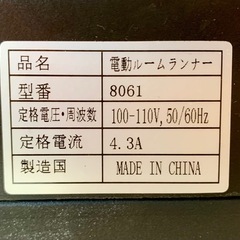 品名 電動ルームランナー
型番 8061
定格電圧・周波数 100-110V,50/60Hz
定格電流 4.3A
製造国 MADE IN CHINA